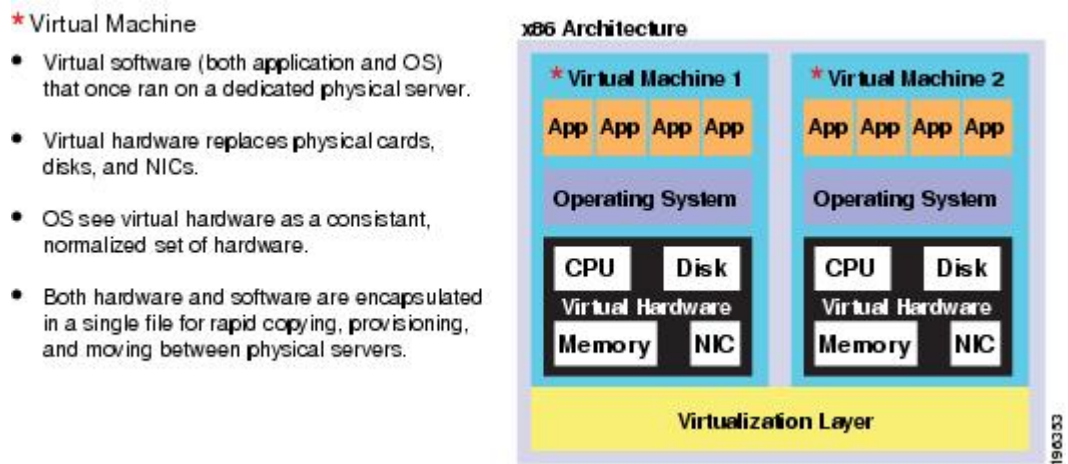 * Virtual Machine
• Virtual software (both application and OS)
that once ran on a dedicated physical server.
• Virtual hardware replaces physical cards,
disks, and NICs.
• OS see virtual hardware as a consistant,
normalized set of hardware.
• Both hardware and software are encapsulated
in a single file for rapid copying, provisioning,
and moving between physical servers.
x86 Architecture
* Virtual Machine 1
App App App App
Operating System
CPU Disk
Virtual Hardware
Memory NIC
* Virtual Machine 2
App App App App
Operating System
CPU Disk
Virtual Hardware
Memory NIC
Virtualization Layer
196353